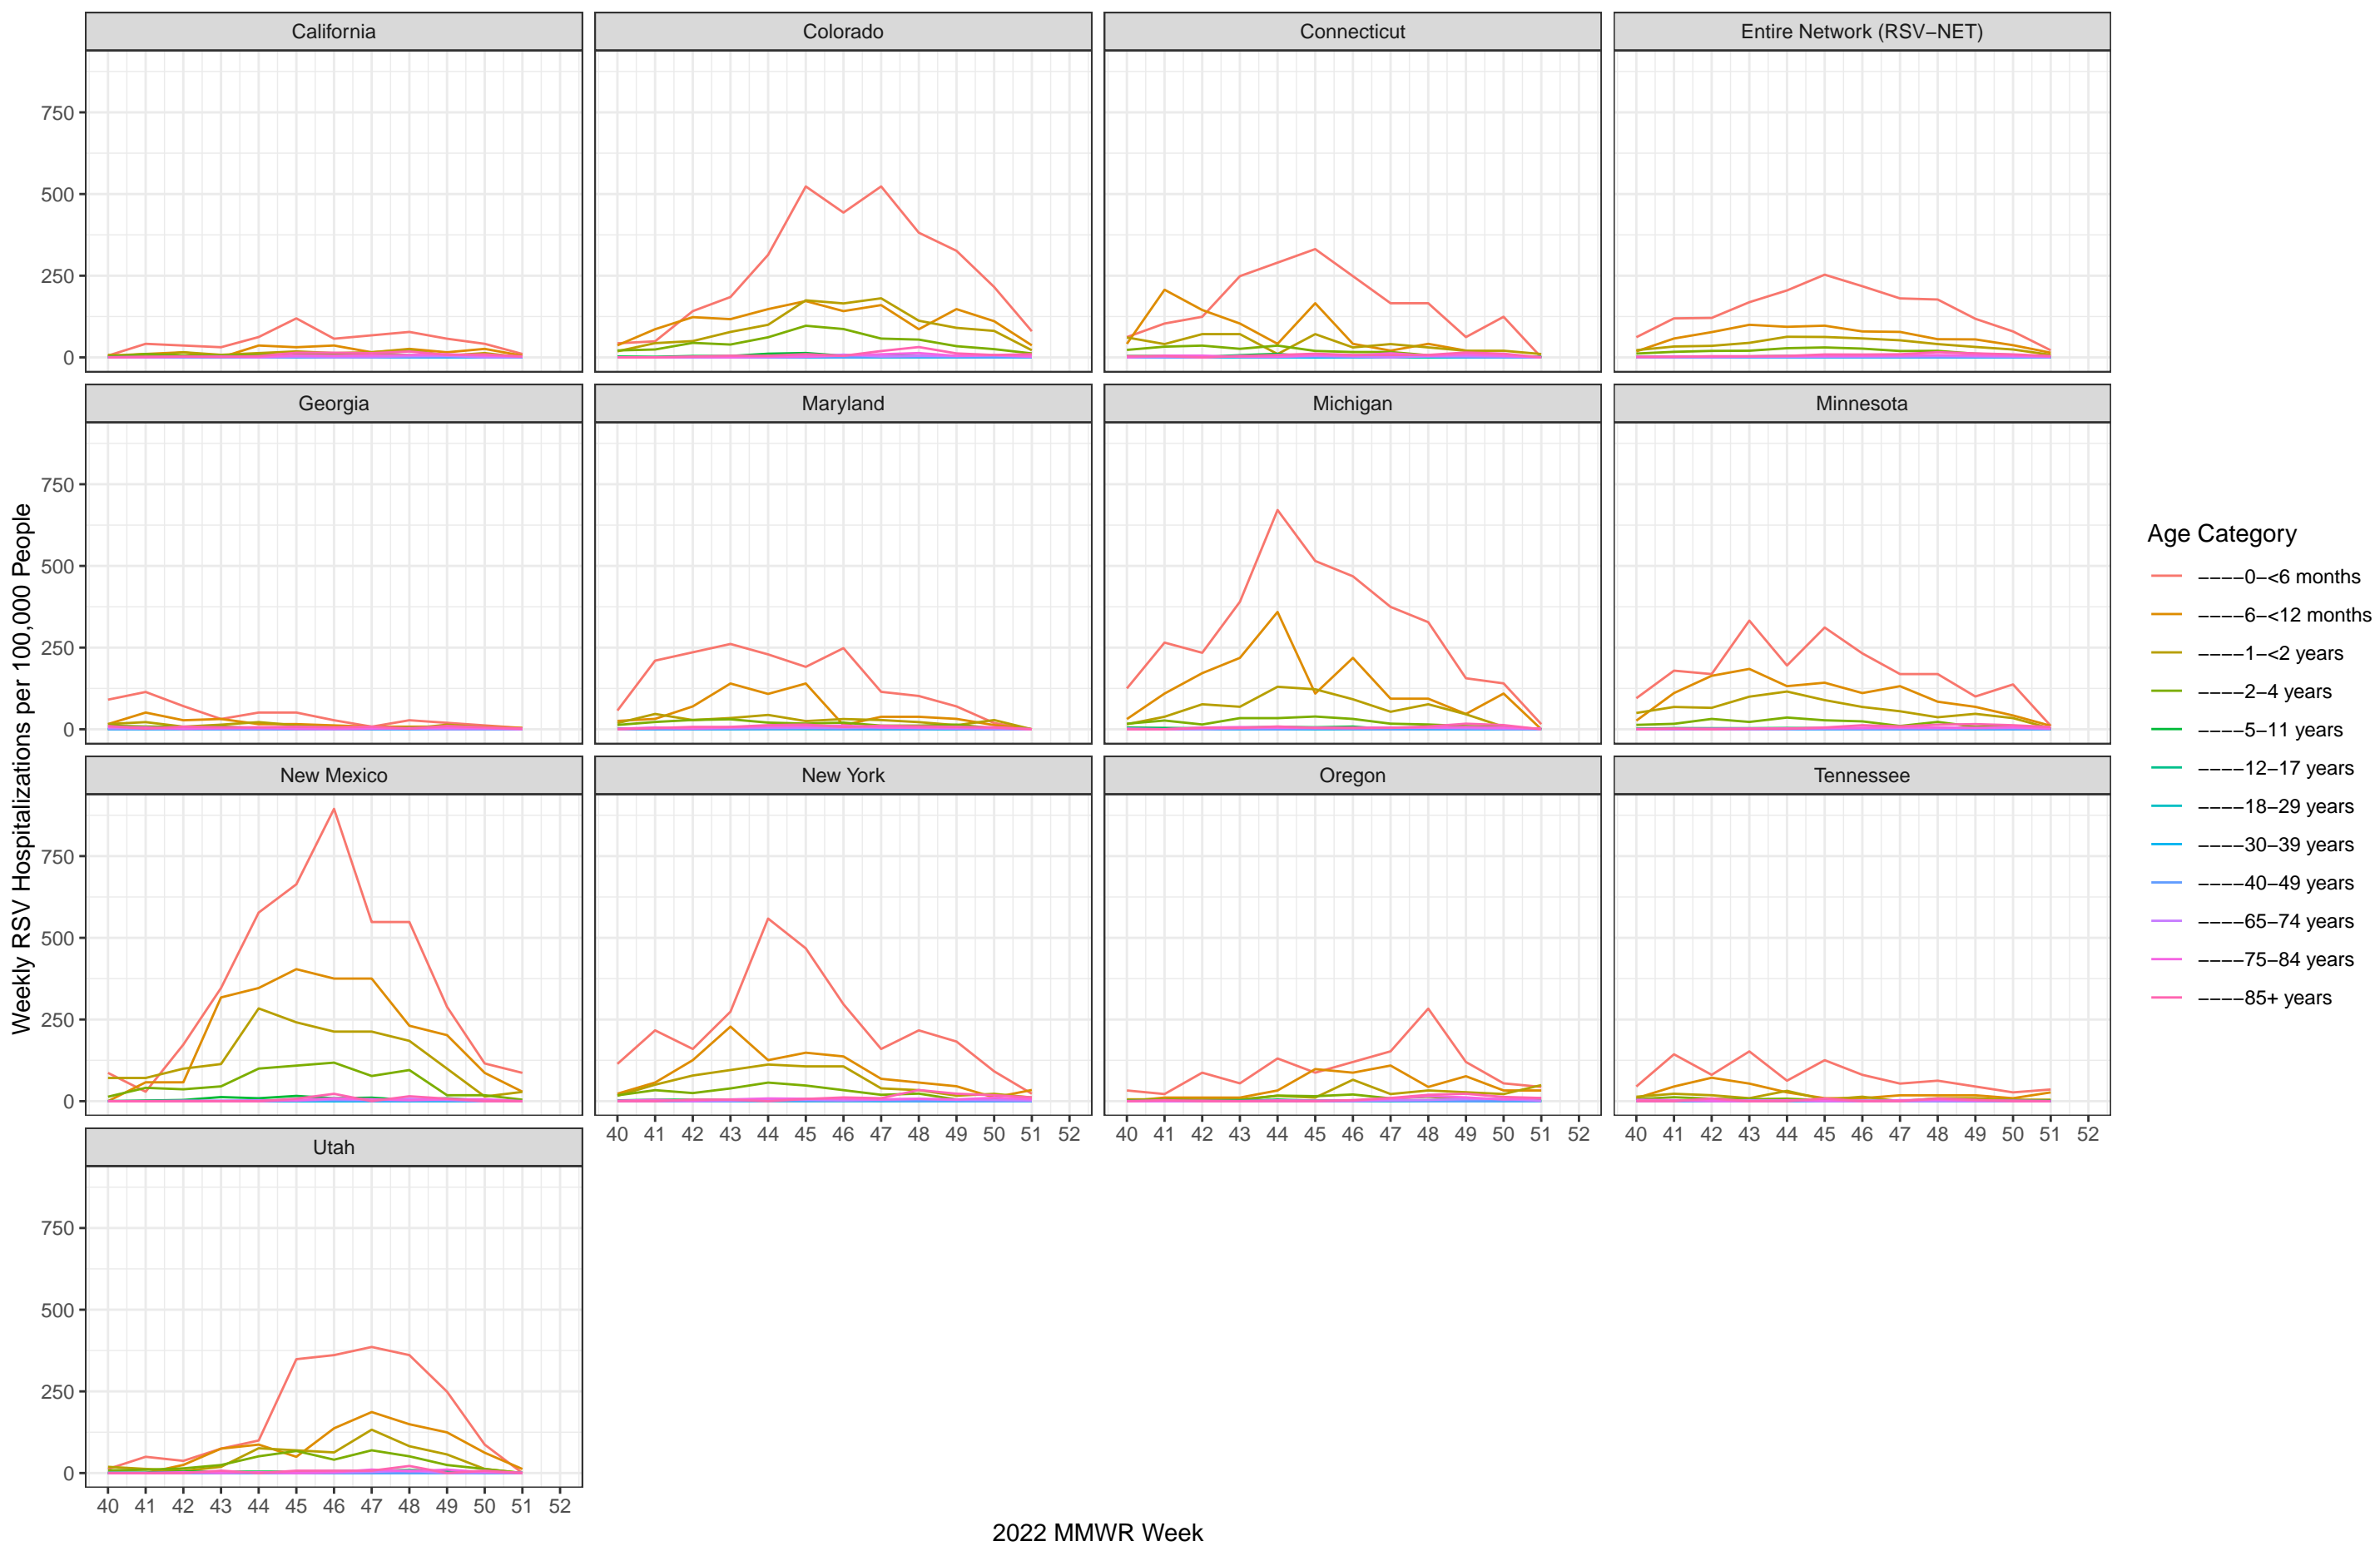 California
Colorado
Connecticut
Entire Network (RSV−NET)
750
500
250
0
Georgia
Maryland
Michigan
Minnesota
750
500
250
0
New Mexico
New York
Oregon
Tennessee
750
500
250
0
40 41 42 43 44 45 46 47 48 49 50 51 52
40 41 42 43 44 45 46 47 48 49 50 51 52
40 41 42 43 44 45 46 47 48 49 50 51 52
Utah
750
500
250
0
40 41 42 43 44 45 46 47 48 49 50 51 52
2022 MMWR Week
Weekly RSV Hospitalizations per 100,000 People
Age Category
−−−−0−<6 months
−−−−6−<12 months
−−−−1−<2 years
−−−−2−4 years
−−−−5−11 years
−−−−12−17 years
−−−−18−29 years
−−−−30−39 years
−−−−40−49 years
−−−−65−74 years
−−−−75−84 years
−−−−85+ years